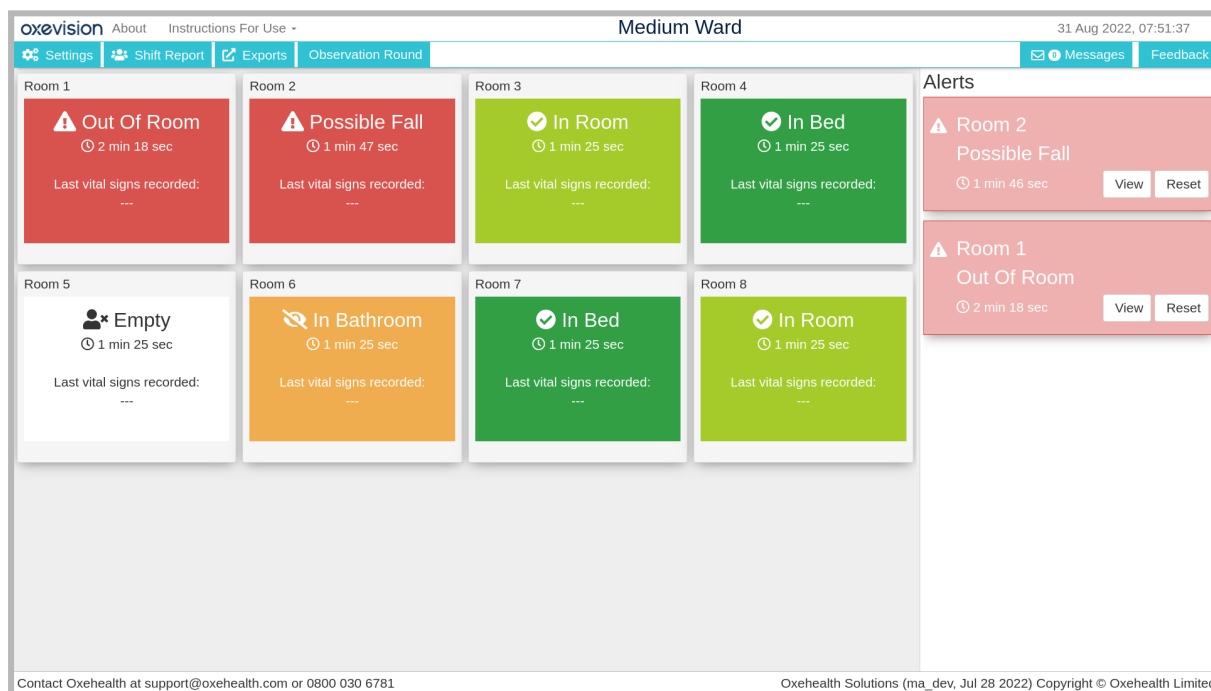 oxevision About Instructions For Use
Medium Ward
31 Aug 2022, 07:51:37
Settings Shift Report Exports Observation Round
0 Messages Feedback
Room 1
Out Of Room
2 min 18 sec
Last vital signs recorded:
---
Room 2
Possible Fall
1 min 47 sec
Last vital signs recorded:
---
Room 3
In Room
1 min 25 sec
Last vital signs recorded:
---
Room 4
In Bed
1 min 25 sec
Last vital signs recorded:
---
Room 5
Empty
1 min 25 sec
Last vital signs recorded:
---
Room 6
In Bathroom
1 min 25 sec
Last vital signs recorded:
---
Room 7
In Bed
1 min 25 sec
Last vital signs recorded:
---
Room 8
In Room
1 min 25 sec
Last vital signs recorded:
---
Alerts
Room 2
Possible Fall
1 min 46 sec View Reset
Room 1
Out Of Room
2 min 18 sec View Reset
Contact Oxehealth at support@oxehealth.com or 0800 030 6781
Oxehealth Solutions (ma_dev, Jul 28 2022) Copyright © Oxehealth Limited